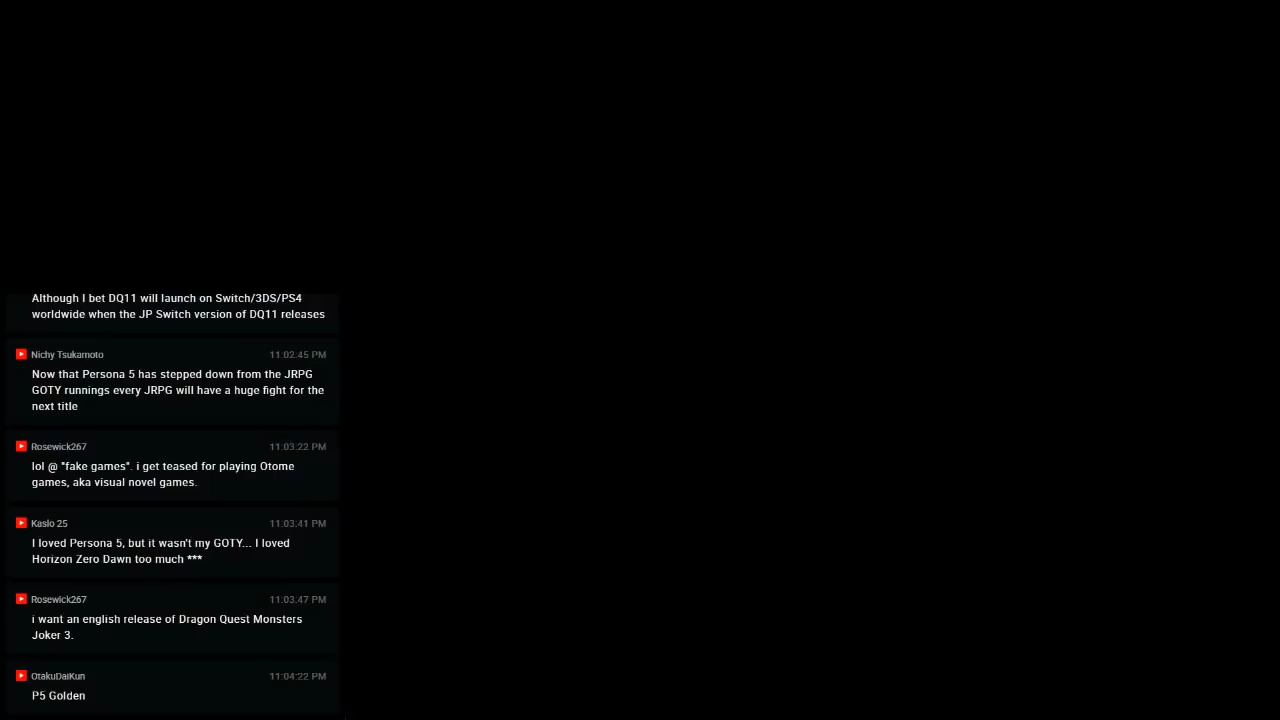 Although I bet DQ11 will launch on Switch/3DS/PS4
worldwide when the JP Switch version of DQ11 releases
Nichy Tsukamoto 11:02:45 PM
Now that Persona 5 has stepped down from the JRPG
GOTY runnings every JRPG will have a huge fight for the
next title
Rosewick267 11:03:22 PM
lol @ "fake games". i get teased for playing Otome
games, aka visual novel games.
Kaslo 25 11:03:41 PM
I loved Persona 5, but it wasn't my GOTY... I loved
Horizon Zero Dawn too much ***
Rosewick267 11:03:47 PM
i want an english release of Dragon Quest Monsters
Joker 3.
OtakuDaiKun 11:04:22 PM
P5 Golden